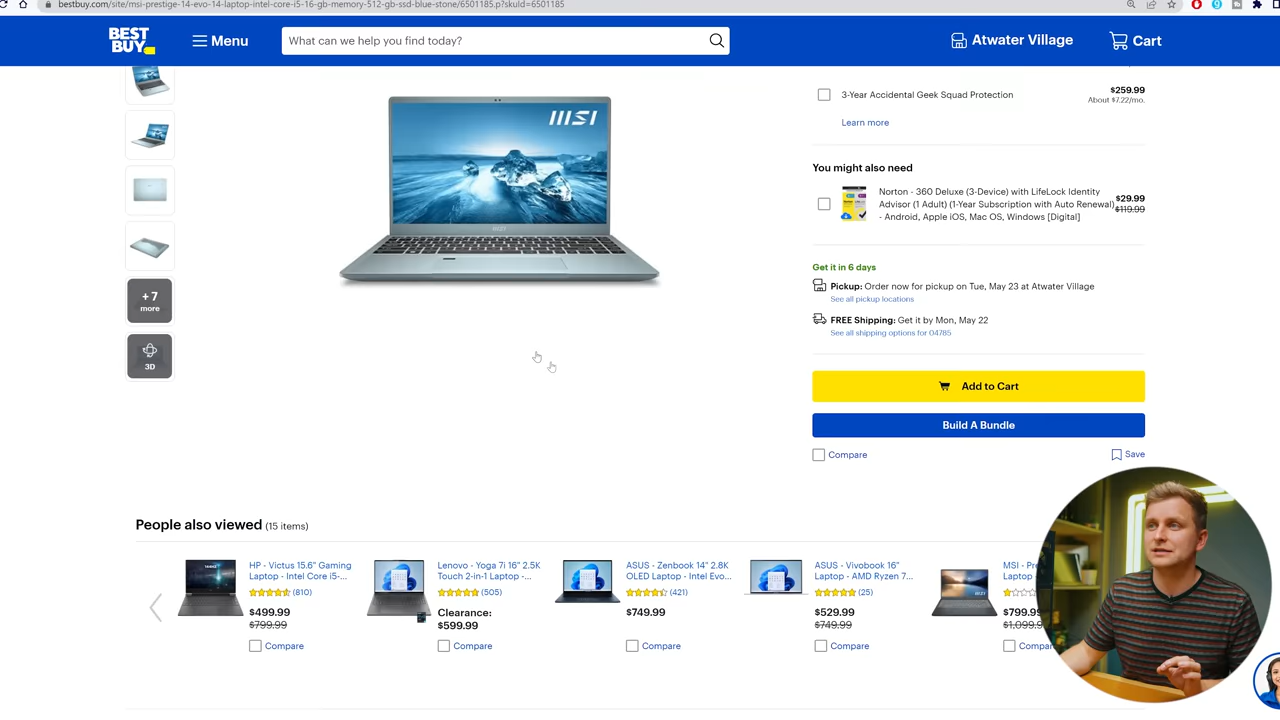 bestbuy.com/site/msi-prestige-14-evo-14-laptop-intel-core-i5-16-gb-memory-512-gb-ssd-blue-stone/6501185.p?skuId=6501185
BEST BUY
Menu
What can we help you find today?
Atwater Village
Cart
3-Year Accidental Geek Squad Protection
$259.99
About $7.22/mo.
Learn more
msi
You might also need
Norton - 360 Deluxe (3-Device) with LifeLock Identity
Advisor (1 Adult) (1-Year Subscription with Auto Renewal)
- Android, Apple iOS, Mac OS, Windows [Digital]
$29.99
$119.99
Get it in 6 days
Pickup: Order now for pickup on Tue, May 23 at Atwater Village
See all pickup locations
FREE Shipping: Get it by Mon, May 22
See all shipping options for 04785
+7
more
3D
Add to Cart
Build A Bundle
Compare
Save
People also viewed (15 items)
HP - Victus 15.6" Gaming
Laptop - Intel Core i5-...
(810)
$499.99
$799.99
Compare
Lenovo - Yoga 7i 16" 2.5K
Touch 2-in-1 Laptop -...
(505)
Clearance:
$599.99
Compare
ASUS - Zenbook 14" 2.8K
OLED Laptop - Intel Evo...
(421)
$749.99
Compare
ASUS - Vivobook 16"
Laptop - AMD Ryzen 7...
(25)
$529.99
$749.99
Compare
MSI - Pre
Laptop
$799.9
$1,099.9
Compar